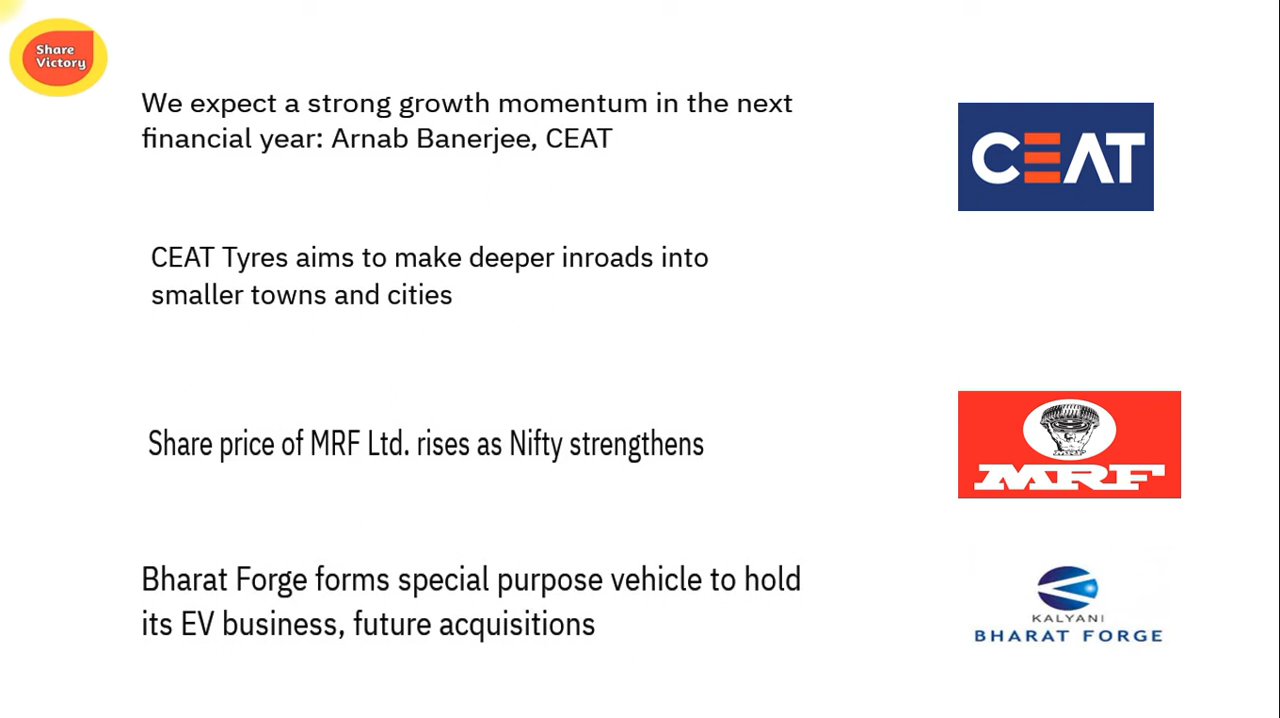 Share
Victory
We expect a strong growth momentum in the next
financial year: Arnab Banerjee, CEAT
CEAT
CEAT Tyres aims to make deeper inroads into
smaller towns and cities
Share price of MRF Ltd. rises as Nifty strengthens
MRF
MRF
Bharat Forge forms special purpose vehicle to hold
its EV business, future acquisitions
KALYANI
BHARAT FORGE